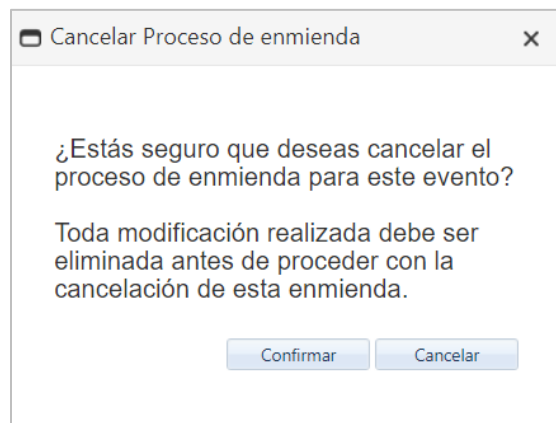 Cancelar Proceso de enmienda
¿Estás seguro que deseas cancelar el
proceso de enmienda para este evento?
Toda modificación realizada debe ser
eliminada antes de proceder con la
cancelación de esta enmienda.
Confirmar Cancelar